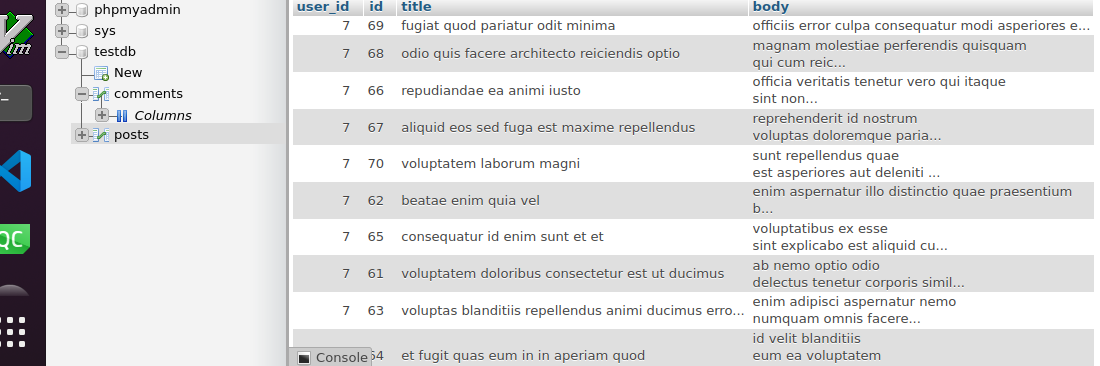 phpmyadmin
sys
testdb
New
comments
Columns
posts
im
QC
user_id id title body
7 69 fugiat quod pariatur odit minima officiis error culpa consequatur modi asperiores e...
7 68 odio quis facere architecto reiciendis optio magnam molestiae perferendis quisquam
qui cum reic...
7 66 repudiandae ea animi iusto officia veritatis tenetur vero qui itaque
sint non...
7 67 aliquid eos sed fuga est maxime repellendus reprehenderit id nostrum
voluptas doloremque paria...
7 70 voluptatem laborum magni sunt repellendus quae
est asperiores aut deleniti ...
7 62 beatae enim quia vel enim aspernatur illo distinctio quae praesentium
b...
7 65 consequatur id enim sunt et et voluptatibus ex esse
sint explicabo est aliquid cu...
7 61 voluptatem doloribus consectetur est ut ducimus ab nemo optio odio
delectus tenetur corporis simil...
7 63 voluptas blanditiis repellendus animi ducimus erro... enim adipisci aspernatur nemo
numquam omnis facere...
64 et fugit quas eum in in aperiam quod id velit blanditiis
eum ea voluptatem
Console